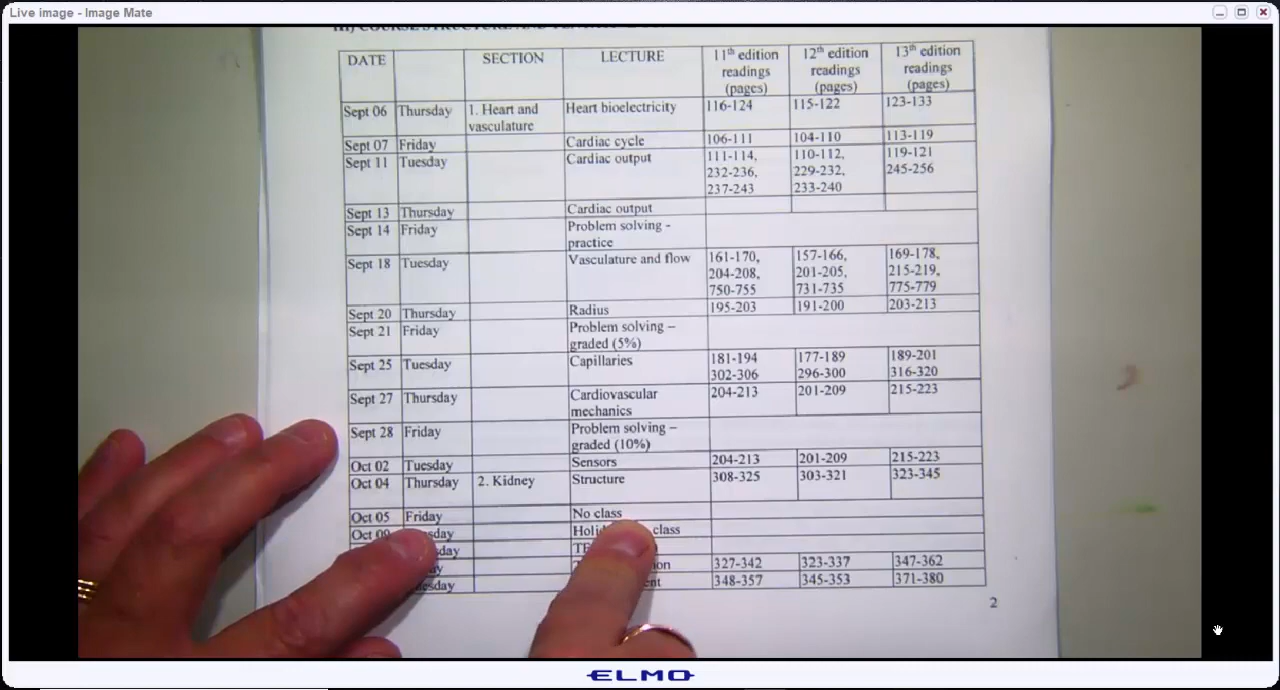 Live image - Image Mate
DATE SECTION LECTURE 11th edition readings (pages) 12th edition readings (pages) 13th edition readings (pages)
Sept 06 Thursday 1. Heart and vasculature Heart bioelectricity 116-124 115-122 123-133
Sept 07 Friday Cardiac cycle 106-111 104-110 113-119
Sept 11 Tuesday Cardiac output 111-114, 232-236, 237-243 110-112, 229-232, 233-240 119-121 245-256
Sept 13 Thursday Cardiac output
Sept 14 Friday Problem solving - practice
Sept 18 Tuesday Vasculature and flow 161-170, 204-208, 750-755 157-166, 201-205, 731-735 169-178, 215-219, 775-779
Sept 20 Thursday Radius 195-203 191-200 203-213
Sept 21 Friday Problem solving – graded (5%)
Sept 25 Tuesday Capillaries 181-194 302-306 177-189 296-300 189-201 316-320
Sept 27 Thursday Cardiovascular mechanics 204-213 201-209 215-223
Sept 28 Friday Problem solving – graded (10%)
Oct 02 Tuesday Sensors 204-213 201-209 215-223
Oct 04 Thursday 2. Kidney Structure 308-325 303-321 323-345
Oct 05 Friday No class
Oct 09 class
327-342 323-337 347-362
348-357 345-353 371-380
2
ELMO